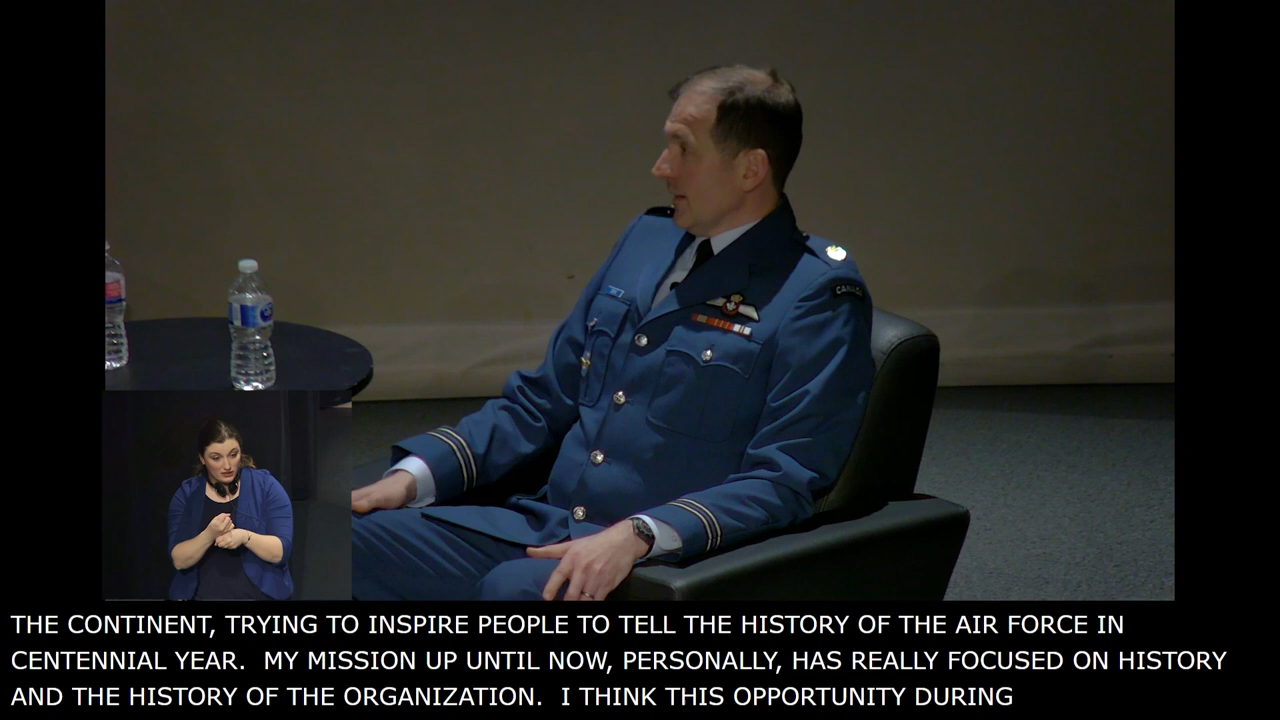 CANADA
THE CONTINENT, TRYING TO INSPIRE PEOPLE TO TELL THE HISTORY OF THE AIR FORCE IN
CENTENNIAL YEAR.  MY MISSION UP UNTIL NOW, PERSONALLY, HAS REALLY FOCUSED ON HISTORY
AND THE HISTORY OF THE ORGANIZATION.  I THINK THIS OPPORTUNITY DURING